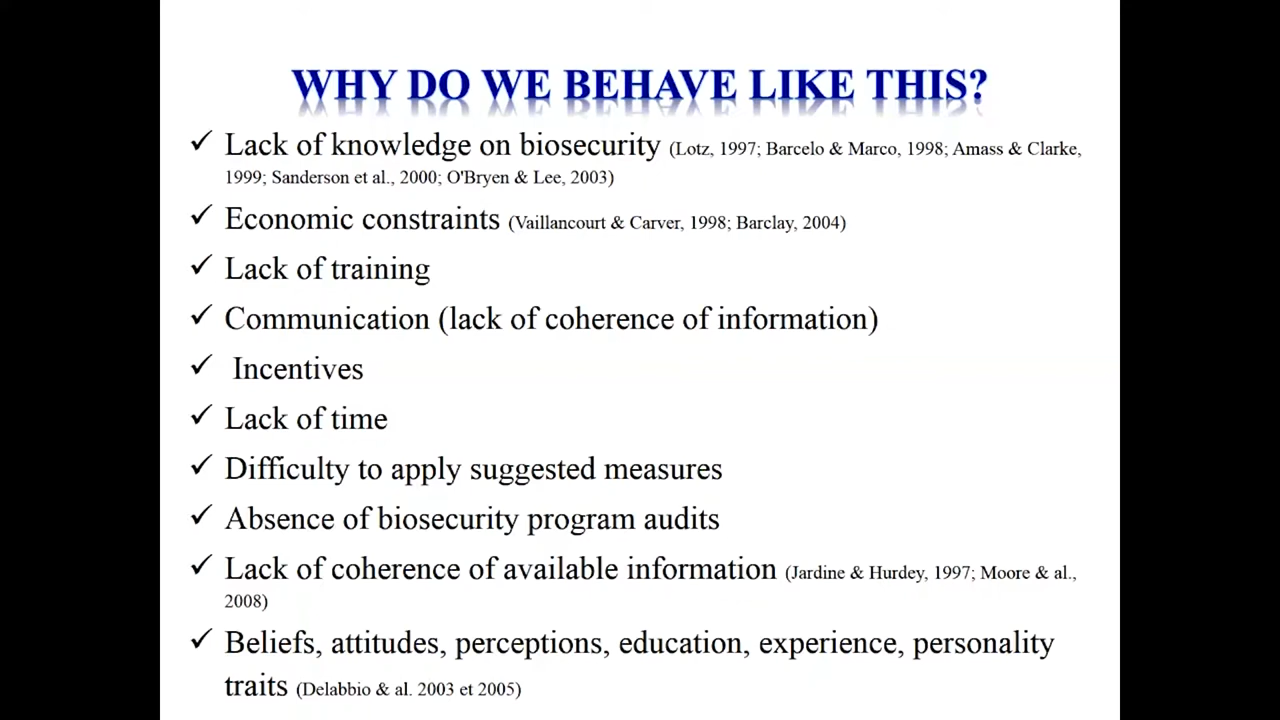 WHY DO WE BEHAVE LIKE THIS?
✓ Lack of knowledge on biosecurity (Lotz, 1997; Barcelo & Marco, 1998; Amass & Clarke,
1999; Sanderson et al., 2000; O'Bryen & Lee, 2003)
✓ Economic constraints (Vaillancourt & Carver, 1998; Barclay, 2004)
✓ Lack of training
✓ Communication (lack of coherence of information)
✓ Incentives
✓ Lack of time
✓ Difficulty to apply suggested measures
✓ Absence of biosecurity program audits
✓ Lack of coherence of available information (Jardine & Hurdey, 1997; Moore & al.,
2008)
✓ Beliefs, attitudes, perceptions, education, experience, personality
traits (Delabbio & al. 2003 et 2005)